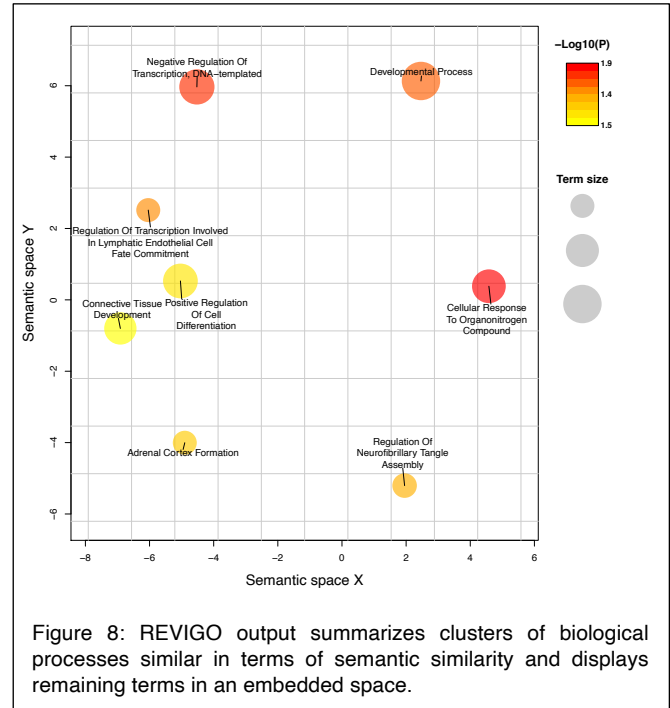 Negative Regulation Of
Transcription, DNA-templated
Developmental Process
Regulation Of Transcription Involved
In Lymphatic Endothelial Cell
Fate Commitment
Connective Tissue
Development
Positive Regulation
Of Cell
Differentiation
Cellular Response
To Organonitrogen
Compound
Adrenal Cortex Formation
Regulation Of
Neurofibrillary Tangle
Assembly
Semantic space Y
6
4
2
0
−2
−4
−6
−8
−6
−4
−2
0
2
4
6
Semantic space X
−Log10(P)
1.9
1.4
1.5
Term size
Figure 8: REVIGO output summarizes clusters of biological
processes similar in terms of semantic similarity and displays
remaining terms in an embedded space.